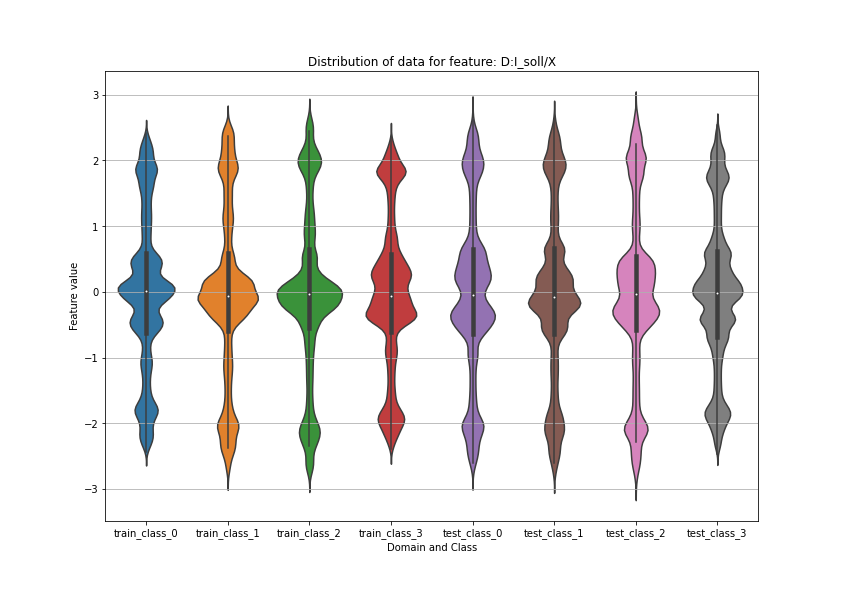 Distribution of data for feature: D:I_soll/X
Feature value
3
2
1
0
−1
−2
−3
train_class_0 train_class_1 train_class_2 train_class_3 test_class_0 test_class_1 test_class_2 test_class_3
Domain and Class